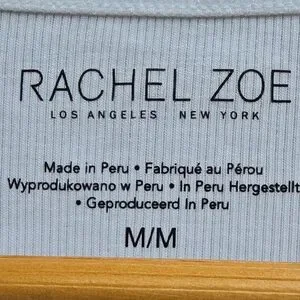 RACHEL ZOE
LOS ANGELES NEW YORK
Made in Peru • Fabriqué au Pérou
Wyprodukowano w Peru • In Peru Hergestellt
• Geproduceerd In Peru
M/M